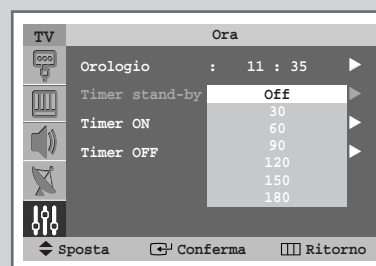 TV Ora
Orologio : 11 : 35
Timer stand-by Off
30
60
Timer ON
90
Timer OFF
120
150
180
Sposta Conferma Ritorno